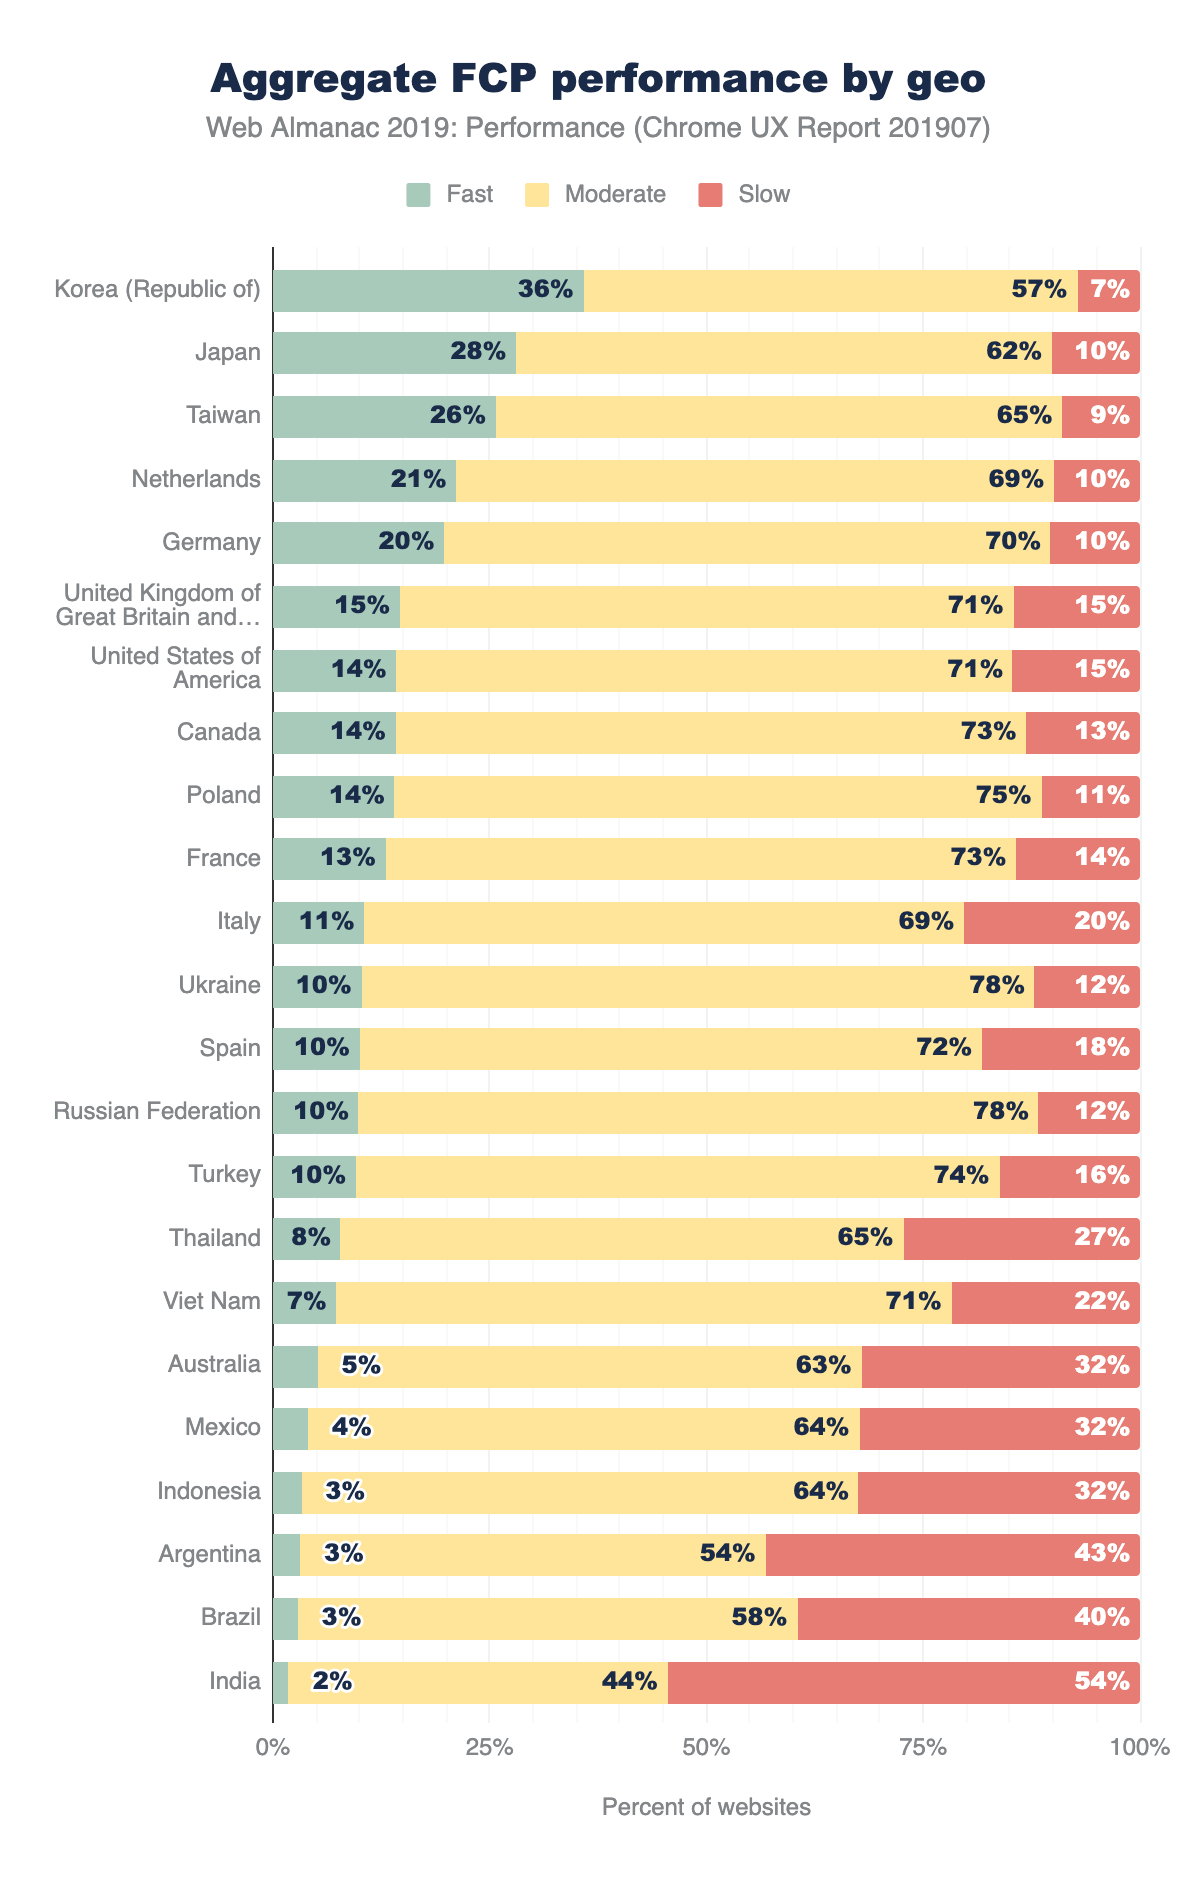 Aggregate FCP performance by geo
Web Almanac 2019: Performance (Chrome UX Report 201907)
Fast Moderate Slow
Korea (Republic of) 36% 57% 7%
Japan 28% 62% 10%
Taiwan 26% 65% 9%
Netherlands 21% 69% 10%
Germany 20% 70% 10%
United Kingdom of
Great Britain and... 15% 71% 15%
United States of
America 14% 71% 15%
Canada 14% 73% 13%
Poland 14% 75% 11%
France 13% 73% 14%
Italy 11% 69% 20%
Ukraine 10% 78% 12%
Spain 10% 72% 18%
Russian Federation 10% 78% 12%
Turkey 10% 74% 16%
Thailand 8% 65% 27%
Viet Nam 7% 71% 22%
Australia 5% 63% 32%
Mexico 4% 64% 32%
Indonesia 3% 64% 32%
Argentina 3% 54% 43%
Brazil 3% 58% 40%
India 2% 44% 54%
0% 25% 50% 75% 100%
Percent of websites